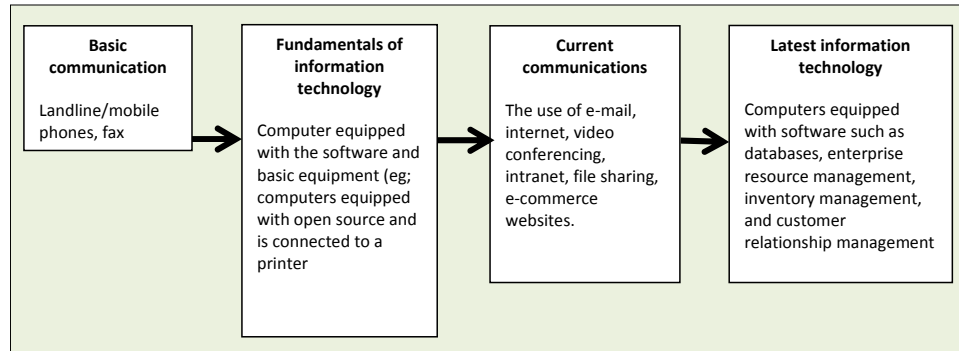 Basic
communication
Landline/mobile
phones, fax
Fundamentals of
information
technology
Computer equipped
with the software and
basic equipment (eg;
computers equipped
with open source and
is connected to a
printer
Current
communications
The use of e-mail,
internet, video
conferencing,
intranet, file sharing,
e-commerce
websites.
Latest information
technology
Computers equipped
with software such as
databases, enterprise
resource management,
inventory management,
and customer
relationship management